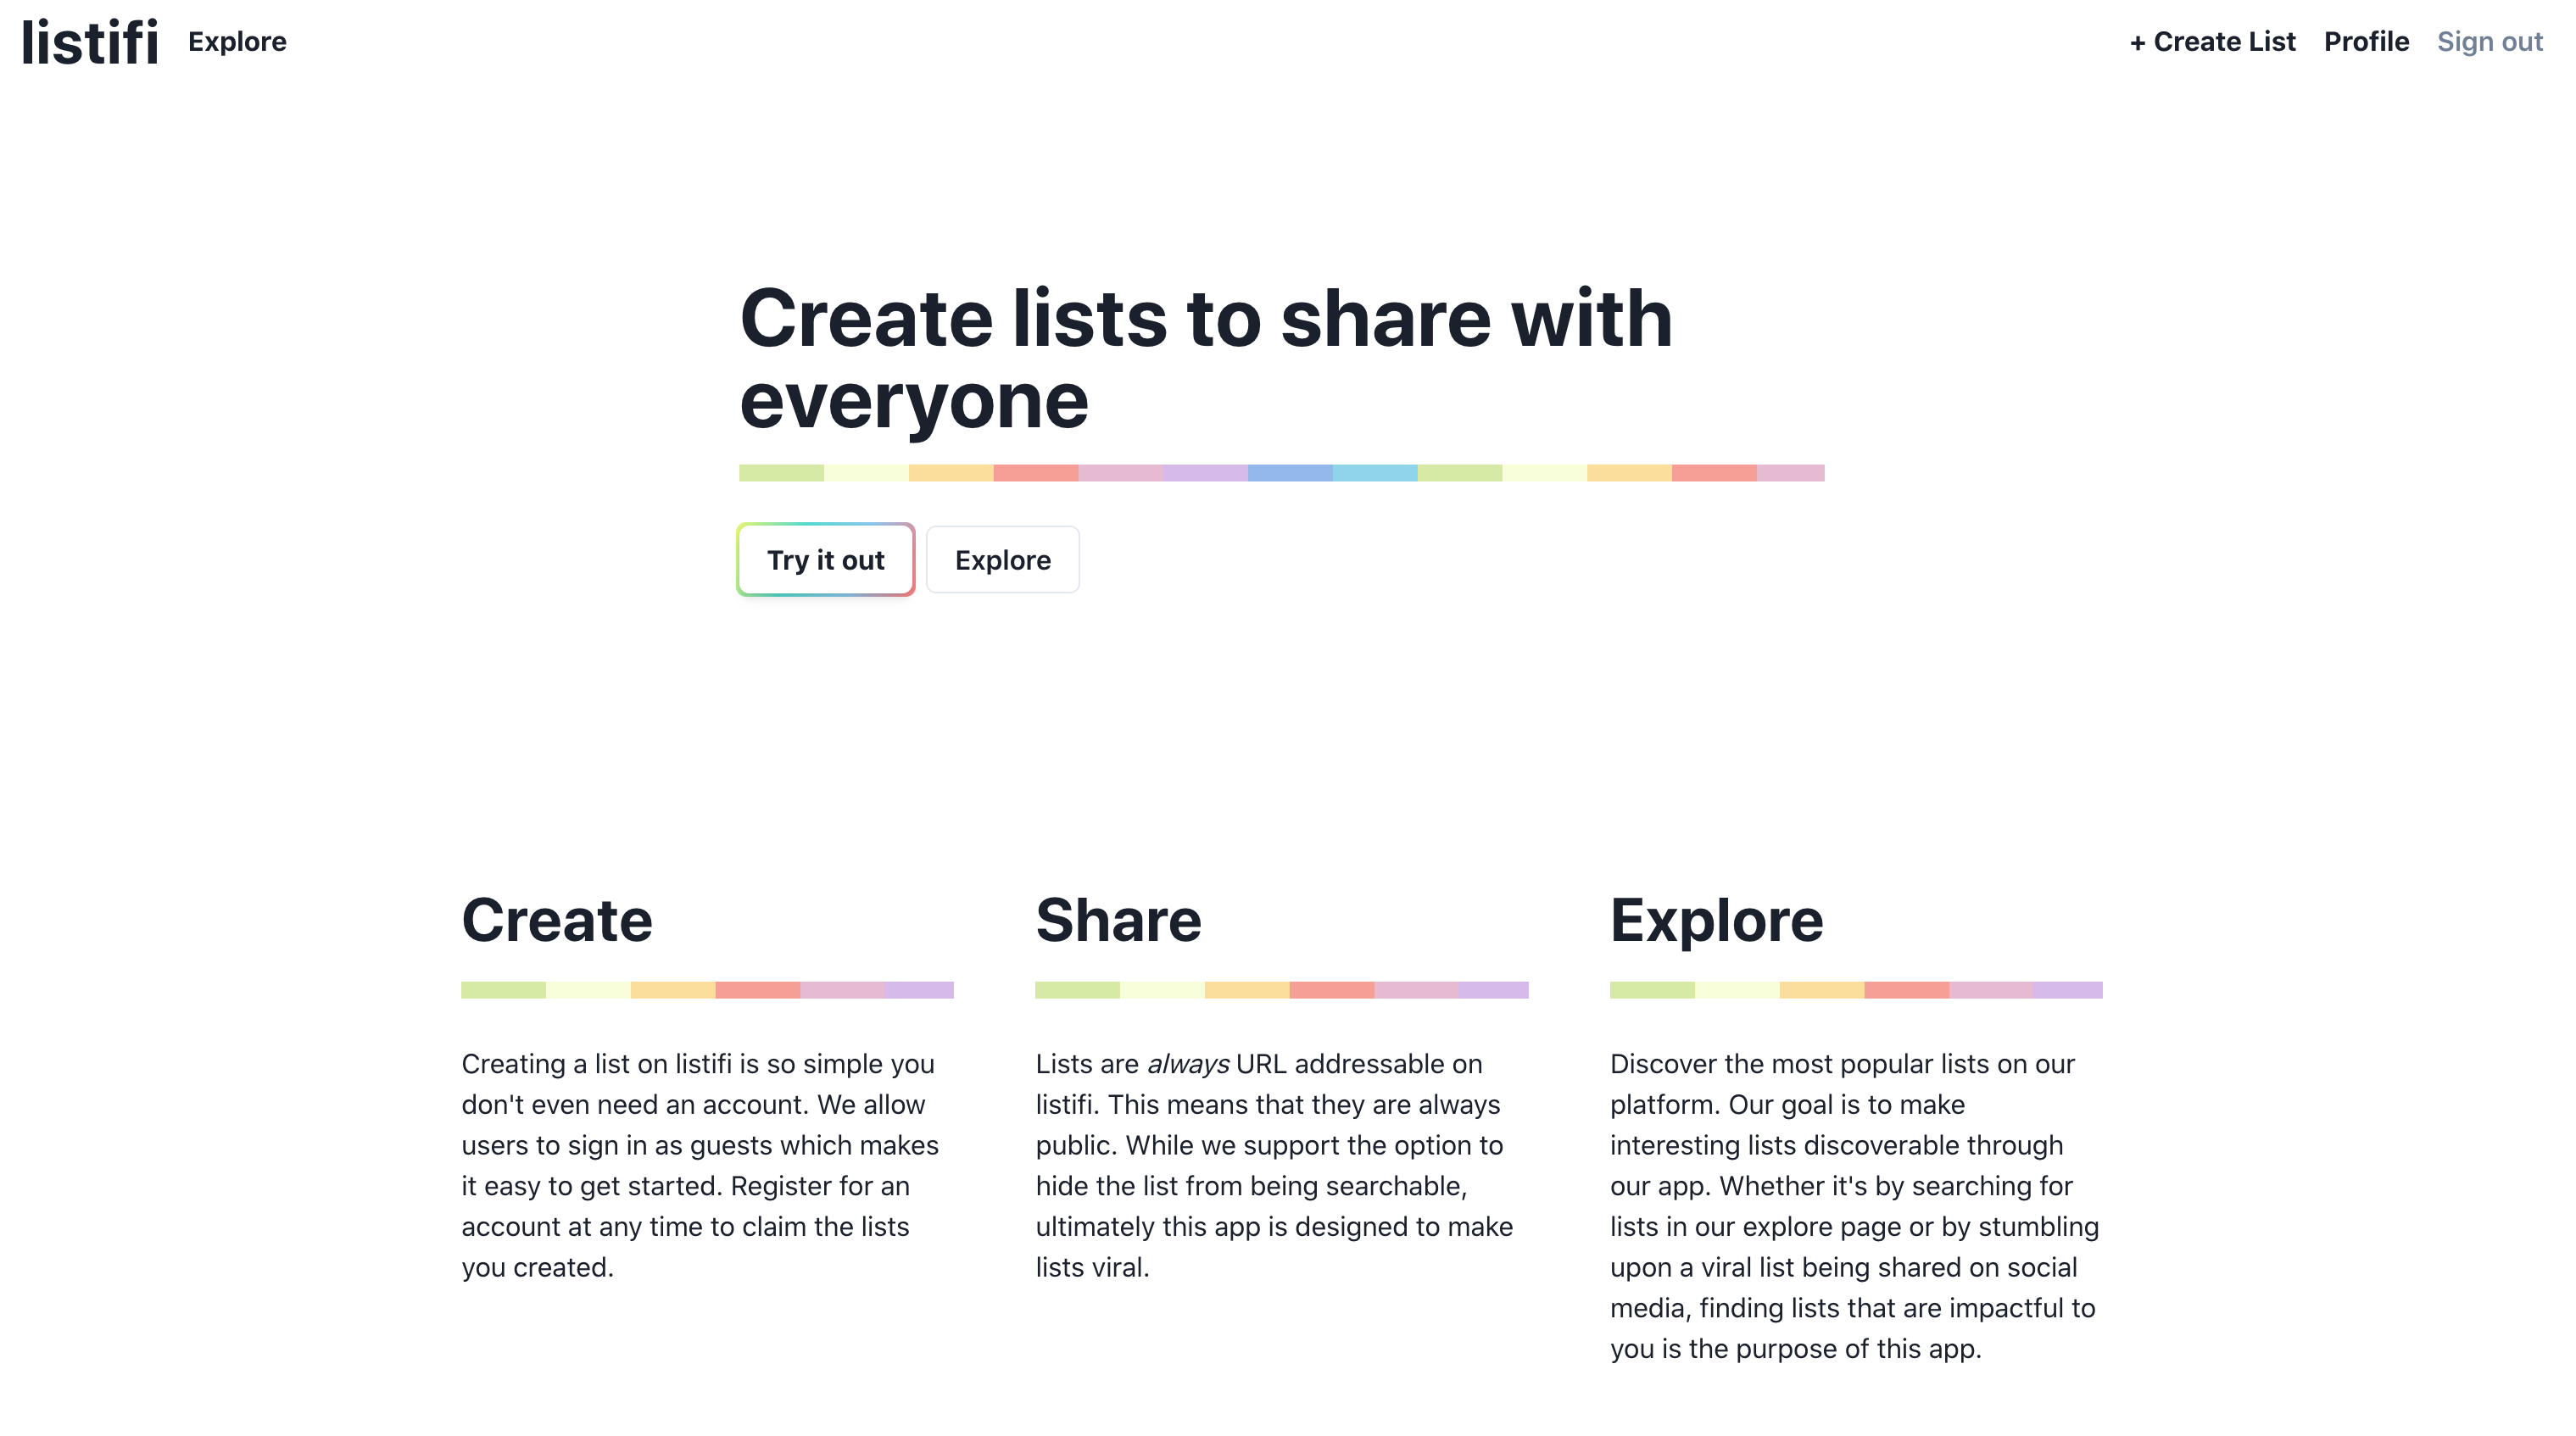 listifi
Explore
+ Create List
Profile
Sign out
Create lists to share with
everyone
Try it out
Explore
Create
Creating a list on listifi is so simple you
don't even need an account. We allow
users to sign in as guests which makes
it easy to get started. Register for an
account at any time to claim the lists
you created.
Share
Lists are always URL addressable on
listifi. This means that they are always
public. While we support the option to
hide the list from being searchable,
ultimately this app is designed to make
lists viral.
Explore
Discover the most popular lists on our
platform. Our goal is to make
interesting lists discoverable through
our app. Whether it's by searching for
lists in our explore page or by stumbling
upon a viral list being shared on social
media, finding lists that are impactful to
you is the purpose of this app.